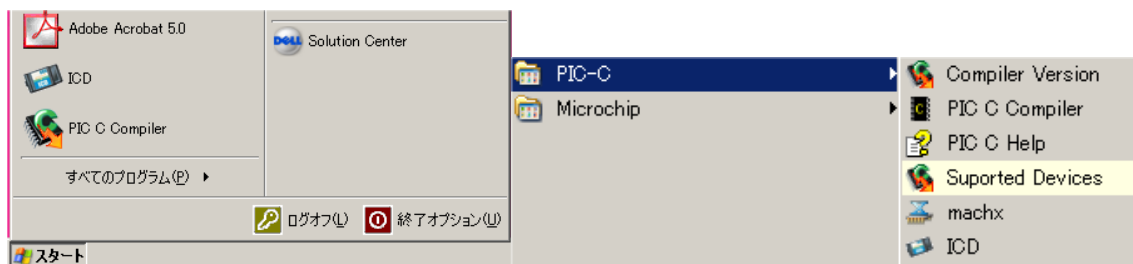 Adobe Acrobat 5.0
ICD
PIC C Compiler
すべてのプログラム(P)
DELL Solution Center
ログオフ(L) 終了オプション(U)
スタート
PIC-C
Microchip
Compiler Version
PIC C Compiler
PIC C Help
Suported Devices
machx
ICD